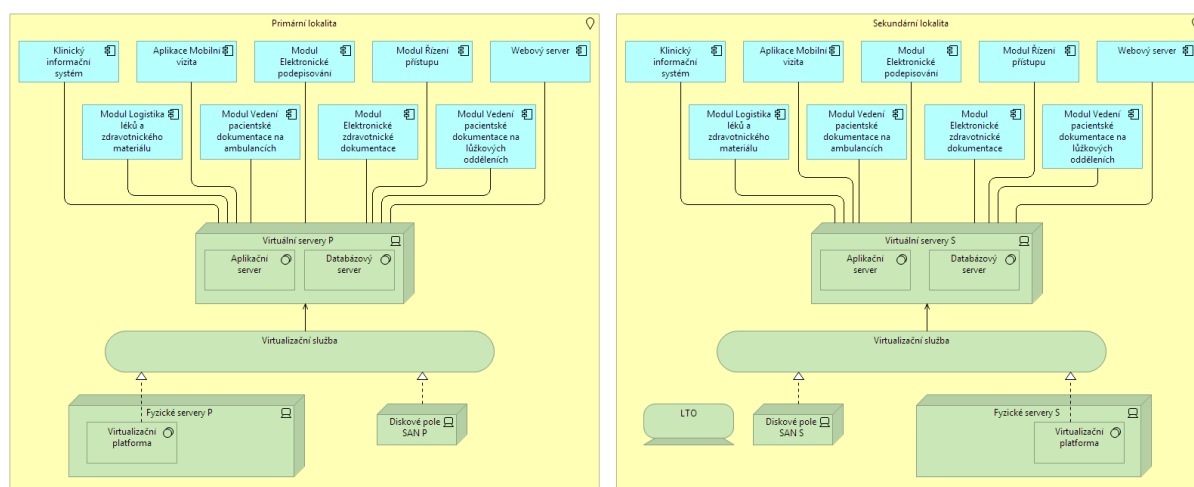 Primární lokalita
Klinický
informační
systém
Aplikace Mobilní
vizita
Modul
Elektronické
podepisování
Modul Řízení
přístupu
Webový server
Modul Logistika
léků a
zdravotnického
materiálu
Modul Vedení
pacientské
dokumentace na
ambulancích
Modul
Elektronické
zdravotnické
dokumentace
Modul Vedení
pacientské
dokumentace na
lůžkových
odděleních
Virtuální servery P
Aplikační
server
Databázový
server
Virtualizační služba
Fyzické servery P
Virtualizační
platforma
Diskové pole
SAN P
Sekundární lokalita
Klinický
informační
systém
Aplikace Mobilní
vizita
Modul
Elektronické
podepisování
Modul Řízení
přístupu
Webový server
Modul Logistika
léků a
zdravotnického
materiálu
Modul Vedení
pacientské
dokumentace na
ambulancích
Modul
Elektronické
zdravotnické
dokumentace
Modul Vedení
pacientské
dokumentace na
lůžkových
odděleních
Virtuální servery S
Aplikační
server
Databázový
server
Virtualizační služba
LTO
Diskové pole
SAN S
Fyzické servery S
Virtualizační
platforma